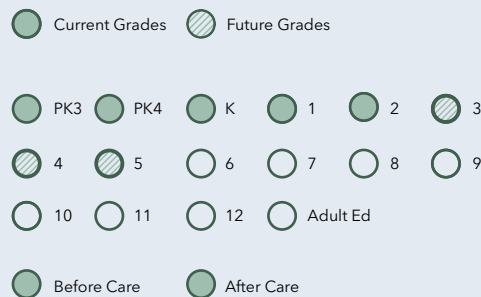 Current Grades Future Grades
PK3 PK4 K 1 2 3
4 5 6 7 8 9
10 11 12 Adult Ed
Before Care After Care